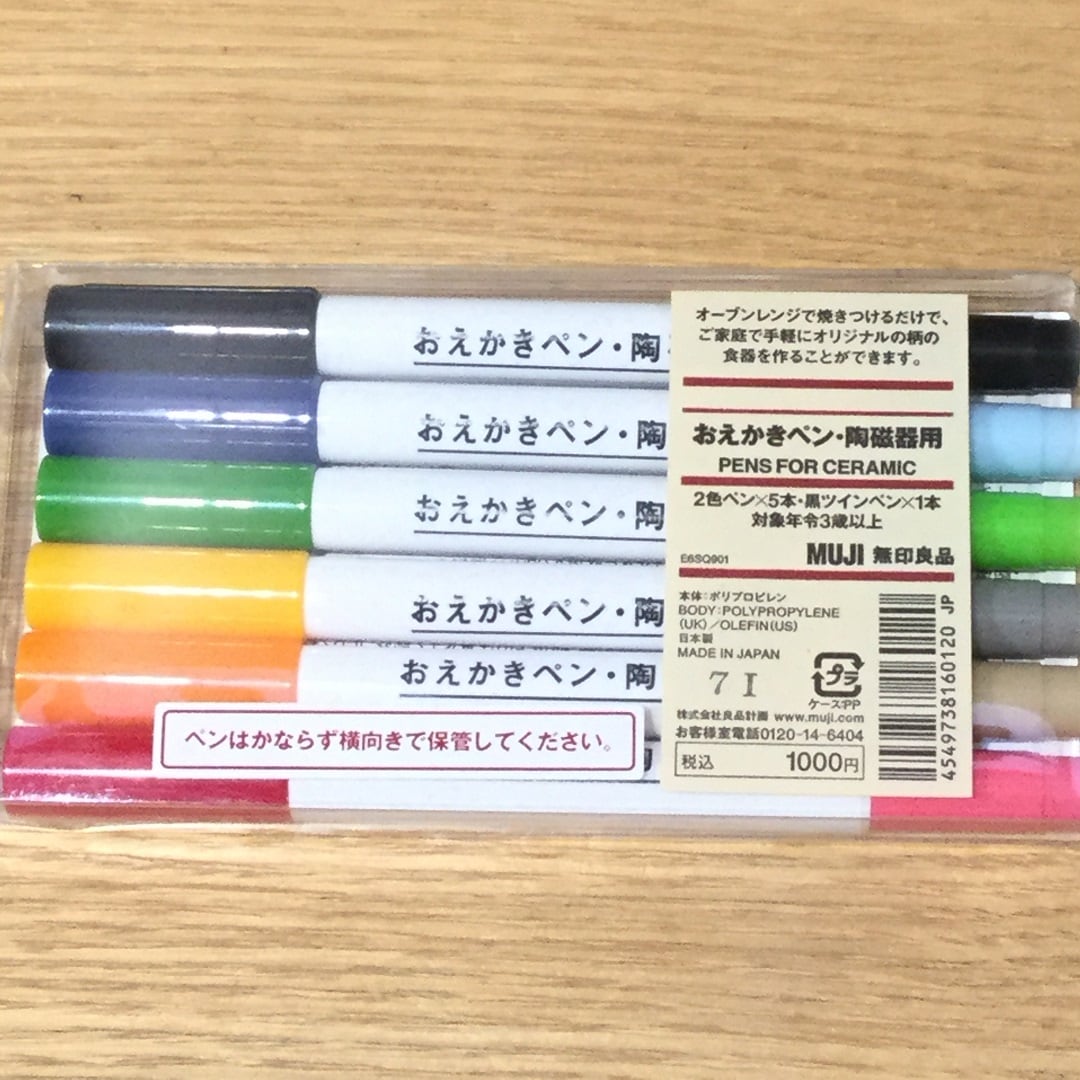 おえかきペン・陶
おえかきペン・陶
おえかきペン・陶
おえかきペン・陶
おえかきペン・陶
ペンはかならず横向きで保管してください。
オーブンレンジで焼きつけるだけで、
ご家庭で手軽にオリジナルの柄の
食器を作ることができます。
おえかきペン・陶磁器用
PENS FOR CERAMIC
2色ペン×5本・黒ツインペン×1本
対象年令3歳以上
E6SQ901 MUJI 無印良品
本体:ポリプロピレン
BODY:POLYPROPYLENE
(UK)/OLEFIN(US)
日本製
MADE IN JAPAN
7 I
プラ
ケース:PP
株式会社良品計画 www.muji.com
お客様室電話0120-14-6404
税込 1000円
4549738160120 JP